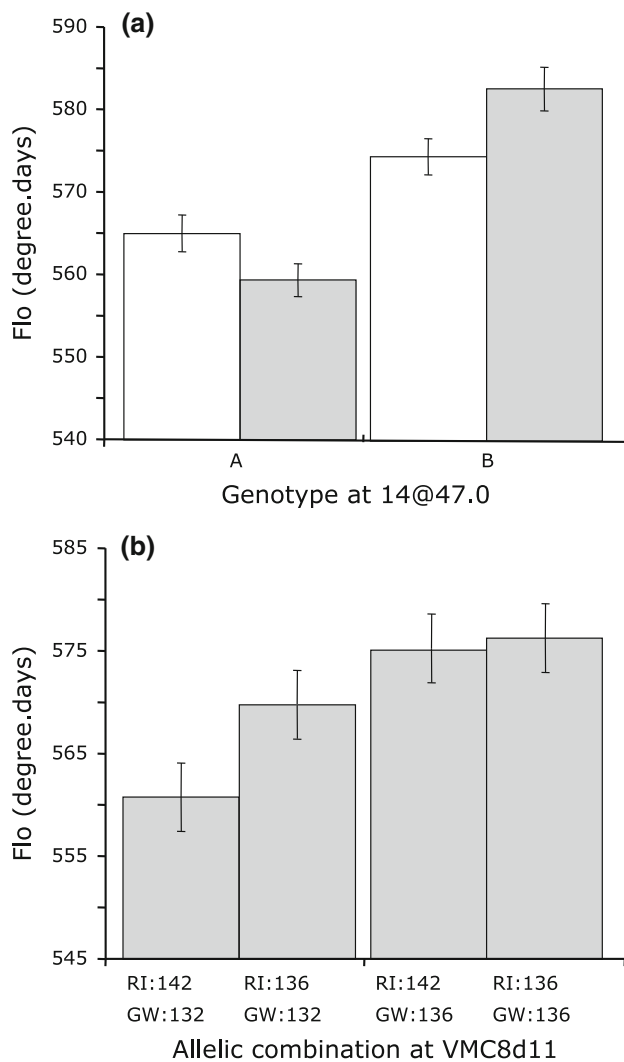 (a)
590
580
570
560
550
540
Flo (degree.days)
A B
Genotype at 14@47.0
(b)
585
575
565
555
545
Flo (degree.days)
RI:142 RI:136 RI:142 RI:136
GW:132 GW:132 GW:136 GW:136
Allelic combination at VMC8d11